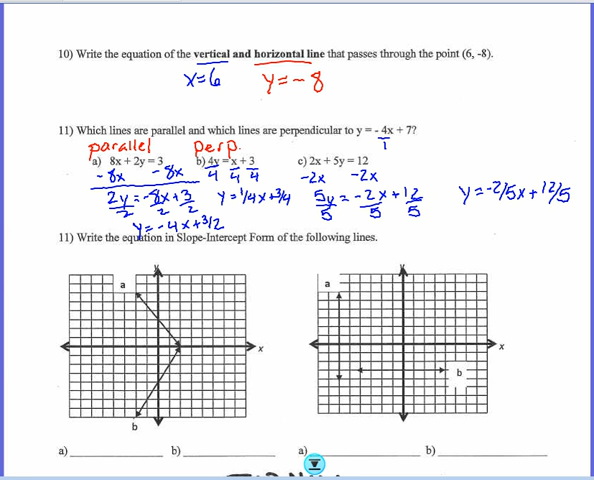 10) Write the equation of the vertical and horizontal line that passes through the point (6, -8).
x=6 y=-8
11) Which lines are parallel and which lines are perpendicular to y = - 4x + 7?
1
parallel perp.
a) 8x + 2y = 3 b) 4y = x + 3 c) 2x + 5y = 12
-8x -8x 4 4 4 -2x -2x
2y = -8x + 3 y = 1/4x + 3/4 5y = -2x + 12 y = -2/5x + 12/5
2 2 2 5 5 5
y = -4x + 3/2
11) Write the equation in Slope-Intercept Form of the following lines.
y y
a a
x x
b b
a) b) a) b)